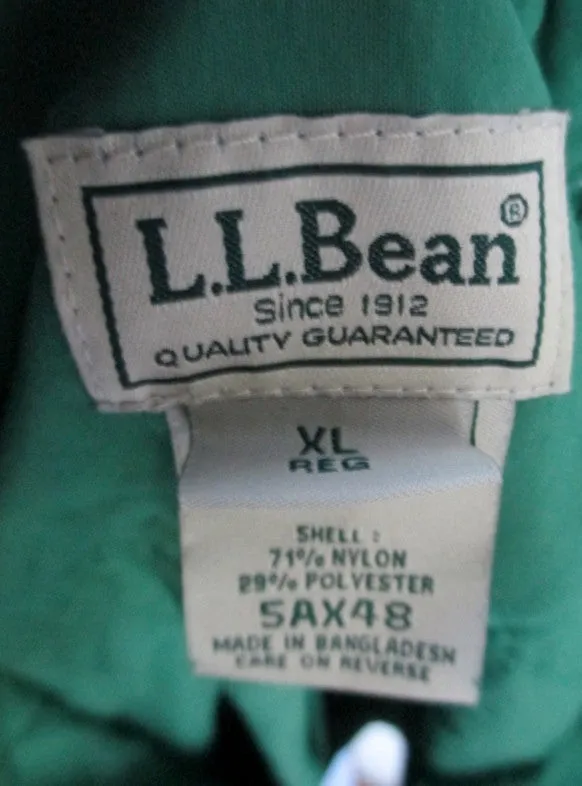 L.L.Bean®
Since 1912
QUALITY GUARANTEED
XL
REG
SHELL :
71% NYLON
29% POLYESTER
5AX48
MADE IN BANGLADESH
CARE ON REVERSE